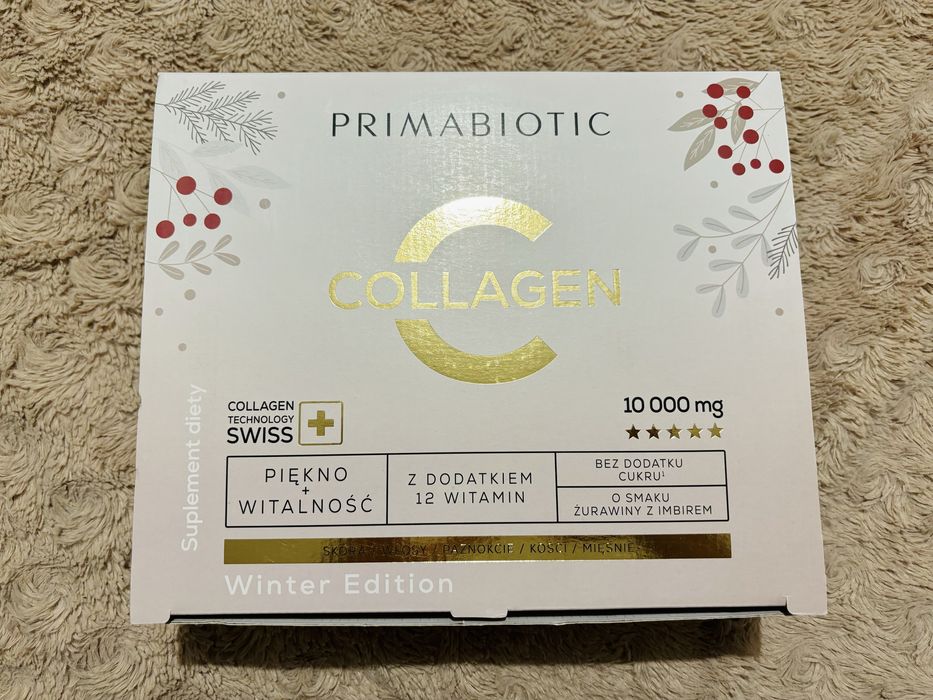 PRIMABIOTIC
COLLAGEN
Suplement diety
COLLAGEN
TECHNOLOGY
SWISS
10 000 mg
PIĘKNO
+
WITALNOŚĆ
Z DODATKIEM
12 WITAMIN
BEZ DODATKU
CUKRU¹
O SMAKU
ŻURAWINY Z IMBIREM
SKÓRA / WŁOSY / PAZNOKCIE / KOŚCI / MIĘŚNIE
Winter Edition